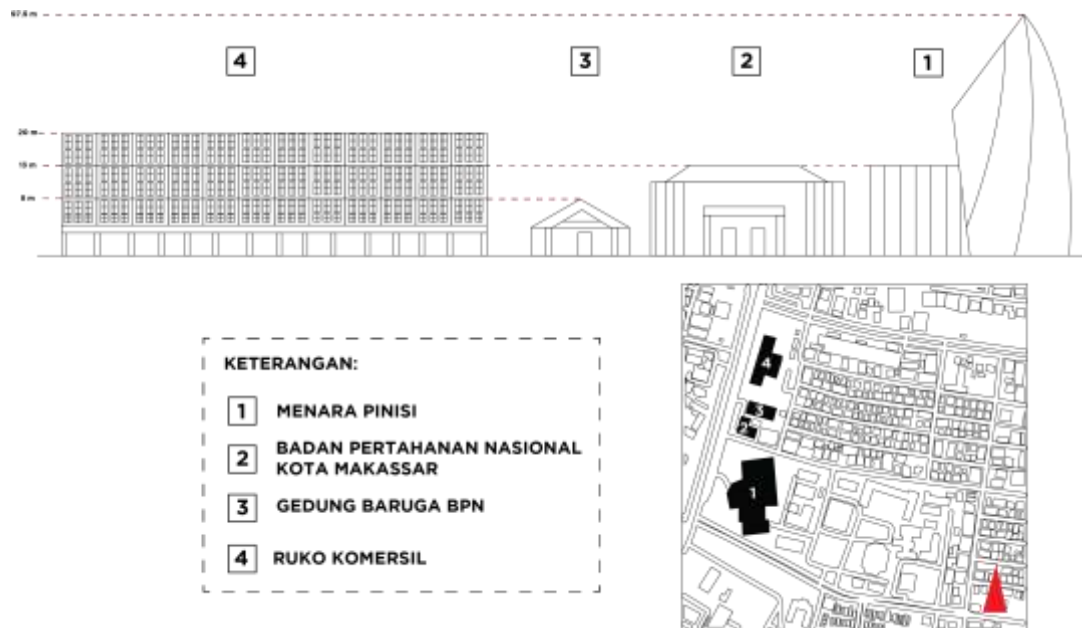 67.5 m
4
3
2
1
20 m
15 m
8 m
KETERANGAN:
1 MENARA PINISI
2 BADAN PERTAHANAN NASIONAL
KOTA MAKASSAR
3 GEDUNG BARUGA BPN
4 RUKO KOMERSIL
4
3
2
1